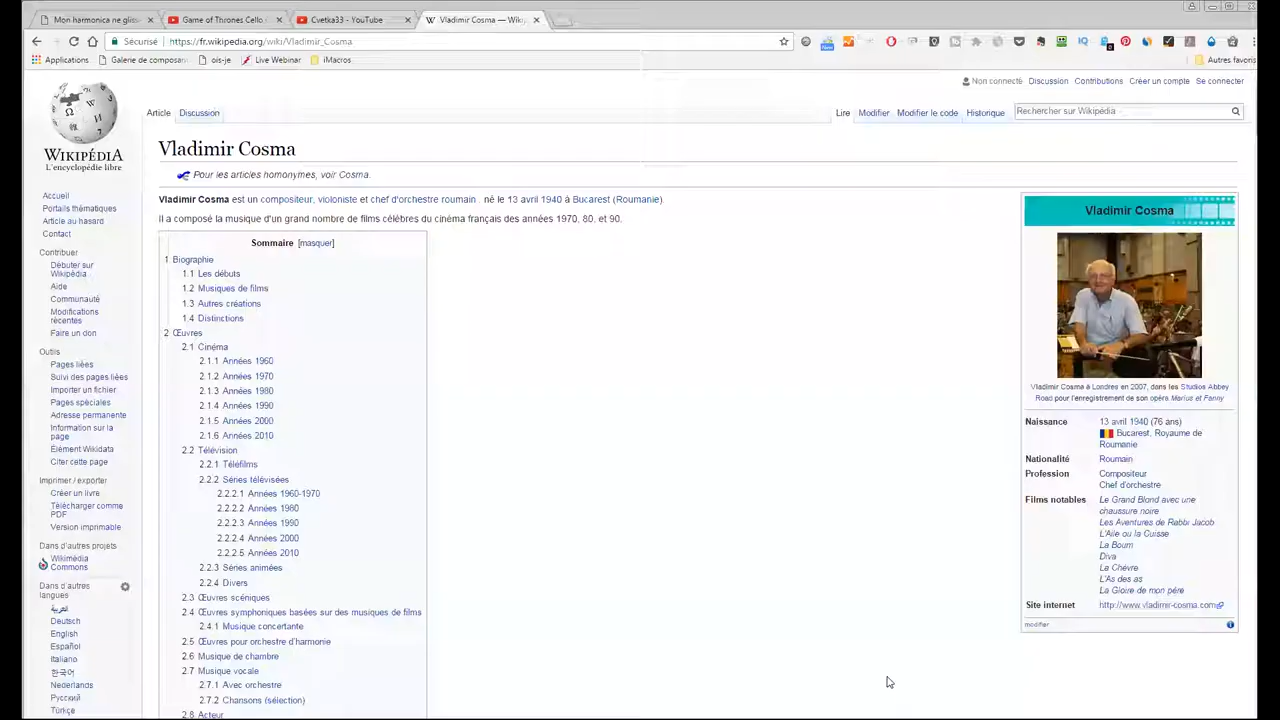 Mon harmonica ne gliss
Game of Thrones Cello
Cvetka33 - YouTube
Vladimir Cosma — Wiki
Sécurisé
https://fr.wikipedia.org/wiki/Vladimir_Cosma
Applications
Galerie de composan
ois-je
Live Webinar
iMacros
Autres favoris
Non connecté Discussion Contributions Créer un compte Se connecter
Article Discussion
Lire Modifier Modifier le code Historique
Rechercher sur Wikipédia
WIKIPÉDIA
L'encyclopédie libre
Accueil
Portails thématiques
Article au hasard
Contact
Contribuer
Débuter sur
Wikipédia
Aide
Communauté
Modifications
récentes
Faire un don
Outils
Pages liées
Suivi des pages liées
Importer un fichier
Pages spéciales
Adresse permanente
Information sur la
page
Élément Wikidata
Citer cette page
Imprimer / exporter
Créer un livre
Télécharger comme
PDF
Version imprimable
Dans d'autres projets
Wikimedia
Commons
Dans d'autres
langues
العربية
Deutsch
English
Español
Italiano
한국어
Nederlands
Русский
Türkçe
Vladimir Cosma
Pour les articles homonymes, voir Cosma.
Vladimir Cosma est un compositeur, violoniste et chef d'orchestre roumain , né le 13 avril 1940 à Bucarest (Roumanie).
Il a composé la musique d'un grand nombre de films célèbres du cinéma français des années 1970, 80, et 90.
Sommaire [masquer]
1 Biographie
1.1 Les débuts
1.2 Musiques de films
1.3 Autres créations
1.4 Distinctions
2 Œuvres
2.1 Cinéma
2.1.1 Années 1960
2.1.2 Années 1970
2.1.3 Années 1980
2.1.4 Années 1990
2.1.5 Années 2000
2.1.6 Années 2010
2.2 Télévision
2.2.1 Téléfilms
2.2.2 Séries télévisées
2.2.2.1 Années 1960-1970
2.2.2.2 Années 1980
2.2.2.3 Années 1990
2.2.2.4 Années 2000
2.2.2.5 Années 2010
2.2.3 Séries animées
2.2.4 Divers
2.3 Œuvres scéniques
2.4 Œuvres symphoniques basées sur des musiques de films
2.4.1 Musique concertante
2.5 Œuvres pour orchestre d'harmonie
2.6 Musique de chambre
2.7 Musique vocale
2.7.1 Avec orchestre
2.7.2 Chansons (sélection)
2.8 Acteur
Vladimir Cosma
Vladimir Cosma à Londres en 2007, dans les Studios Abbey
Road pour l'enregistrement de son opéra Marius et Fanny
Naissance 13 avril 1940 (76 ans)
Bucarest, Royaume de
Roumanie
Nationalité Roumain
Profession Compositeur
Chef d'orchestre
Films notables Le Grand Blond avec une
chaussure noire
Les Aventures de Rabbi Jacob
L'Aile ou la Cuisse
La Boum
Diva
La Chèvre
L'As des as
La Gloire de mon père
Site internet http://www.vladimir-cosma.com
modifier